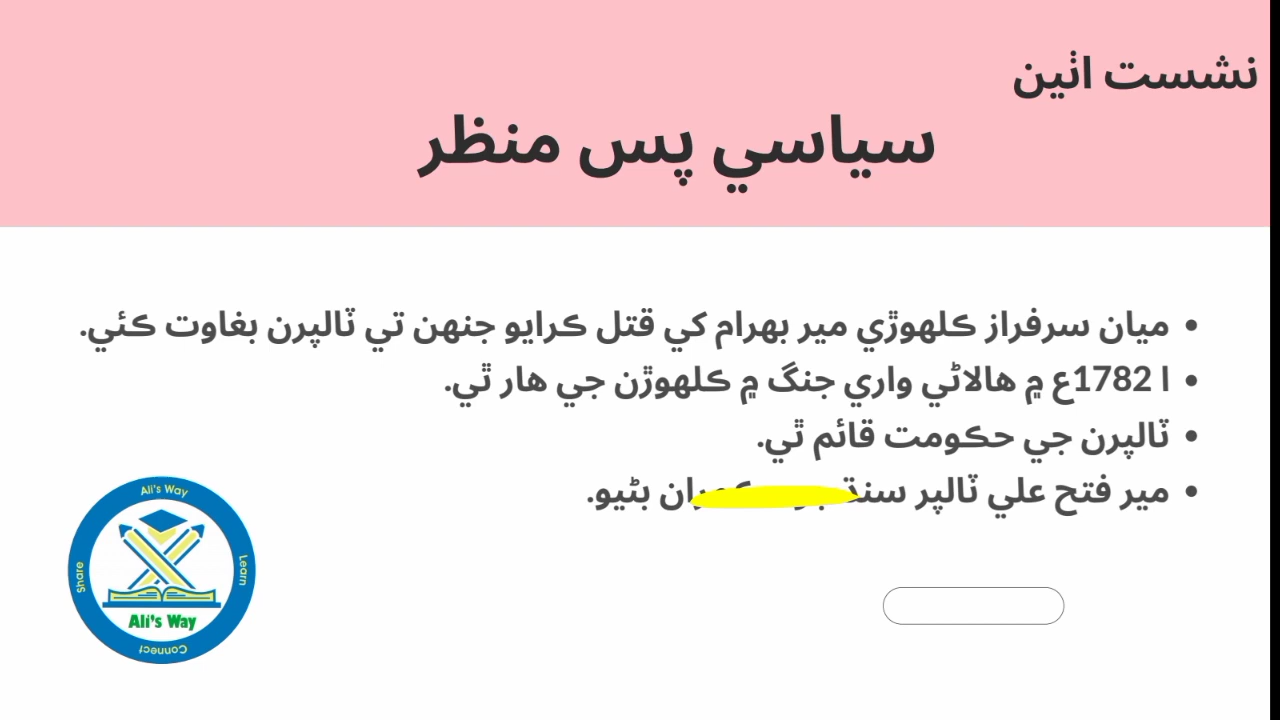 نشست اٺين
سياسي پس منظر
ميان سرفراز ڪلهوڙي مير بهرام کي قتل ڪرايو جنهن تي ٽالپرن بغاوت ڪئي.
ا 1782ع ۾ هالاڻي واري جنگ ۾ ڪلهوڙن جي هار ٿي.
ٽالپرن جي حڪومت قائم ٿي.
مير فتح علي ٽالپر بڻيو.
Ali's Way
Share
Learn
Ali's Way
Connect